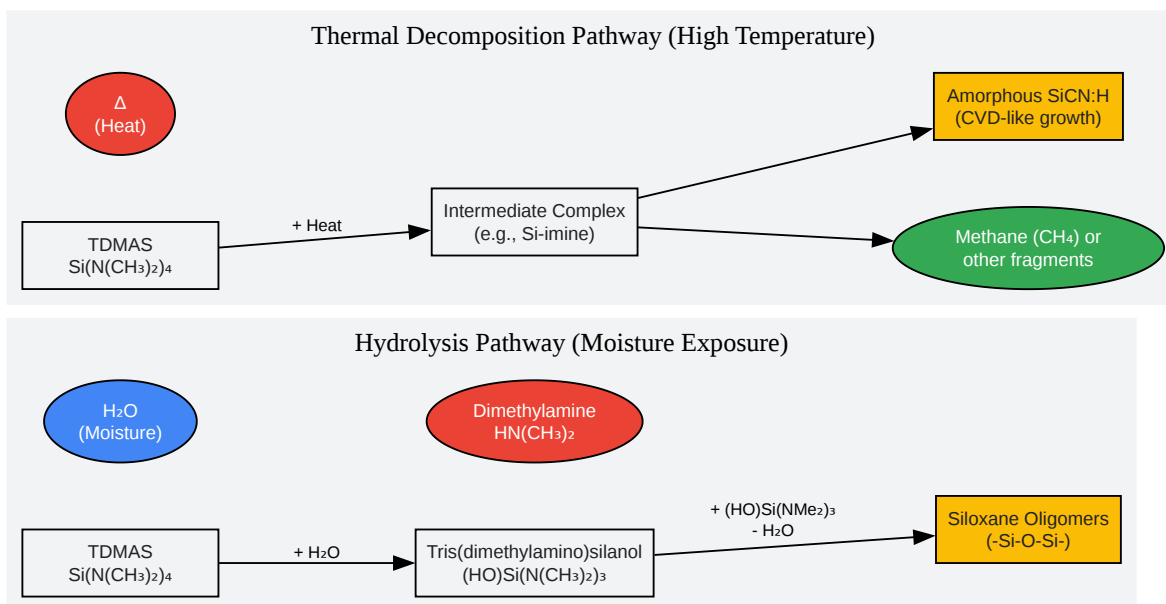 Thermal Decomposition Pathway (High Temperature)
Δ
(Heat)
Amorphous SiCN:H
(CVD-like growth)
TDMAS
Si(N(CH₃)₂)₄
+ Heat
Intermediate Complex
(e.g., Si-imine)
Methane (CH₄) or
other fragments
Hydrolysis Pathway (Moisture Exposure)
H₂O
(Moisture)
Dimethylamine
HN(CH₃)₂
TDMAS
Si(N(CH₃)₂)₄
+ H₂O
Tris(dimethylamino)silanol
(HO)Si(N(CH₃)₂)₃
+ (HO)Si(NMe₂)₃
- H₂O
Siloxane Oligomers
(-Si-O-Si-)